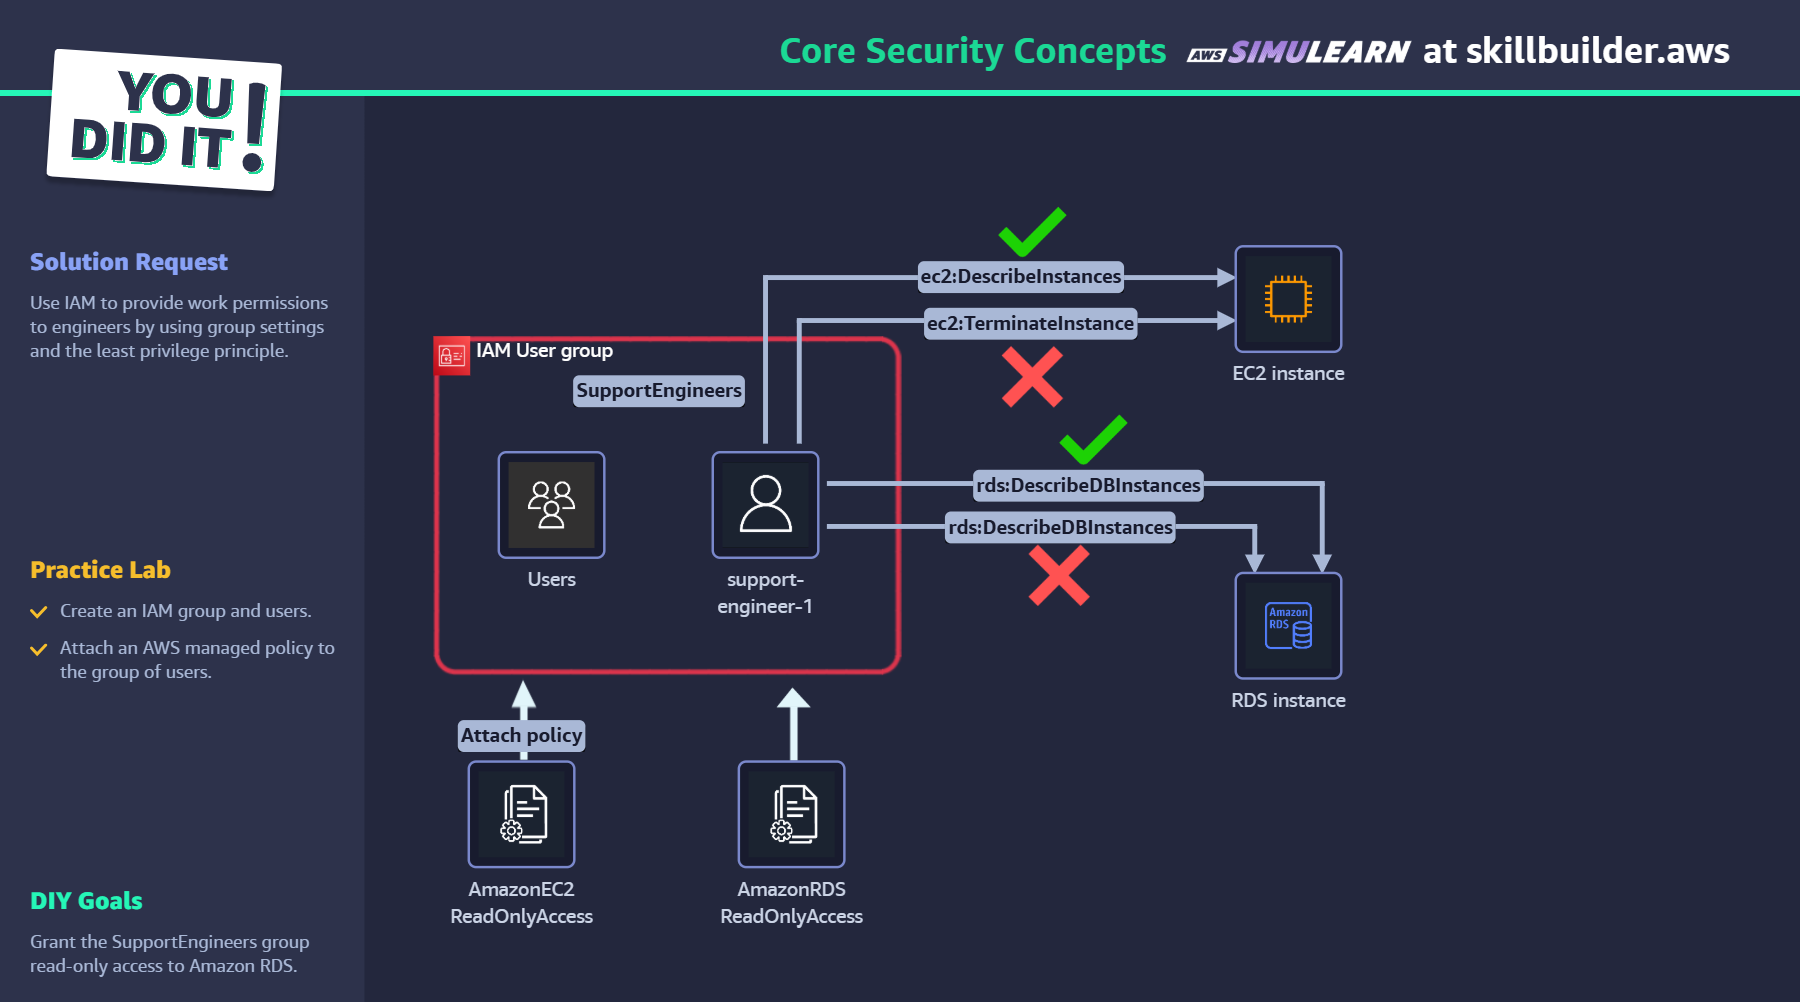 Core Security Concepts aws SIMULEARN at skillbuilder.aws
YOU
DID IT!
Solution Request
Use IAM to provide work permissions
to engineers by using group settings
and the least privilege principle.
Practice Lab
Create an IAM group and users.
Attach an AWS managed policy to
the group of users.
DIY Goals
Grant the SupportEngineers group
read-only access to Amazon RDS.
ec2:DescribeInstances
ec2:TerminateInstance
EC2 instance
IAM User group
SupportEngineers
Users
support-
engineer-1
rds:DescribeDBInstances
rds:DescribeDBInstances
Amazon
RDS
RDS instance
Attach policy
AmazonEC2
ReadOnlyAccess
AmazonRDS
ReadOnlyAccess